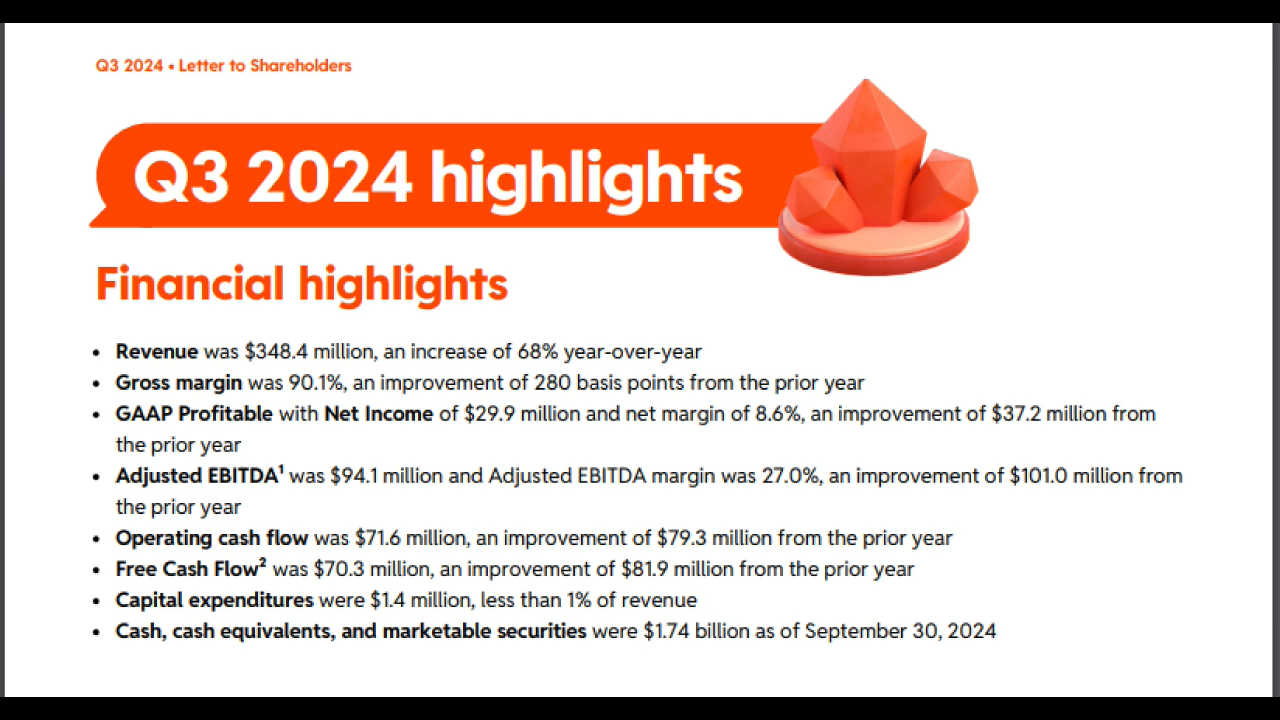 Q3 2024 • Letter to Shareholders
Q3 2024 highlights
Financial highlights
• Revenue was $348.4 million, an increase of 68% year-over-year
• Gross margin was 90.1%, an improvement of 280 basis points from the prior year
• GAAP Profitable with Net Income of $29.9 million and net margin of 8.6%, an improvement of $37.2 million from
the prior year
• Adjusted EBITDA¹ was $94.1 million and Adjusted EBITDA margin was 27.0%, an improvement of $101.0 million from
the prior year
• Operating cash flow was $71.6 million, an improvement of $79.3 million from the prior year
• Free Cash Flow² was $70.3 million, an improvement of $81.9 million from the prior year
• Capital expenditures were $1.4 million, less than 1% of revenue
• Cash, cash equivalents, and marketable securities were $1.74 billion as of September 30, 2024